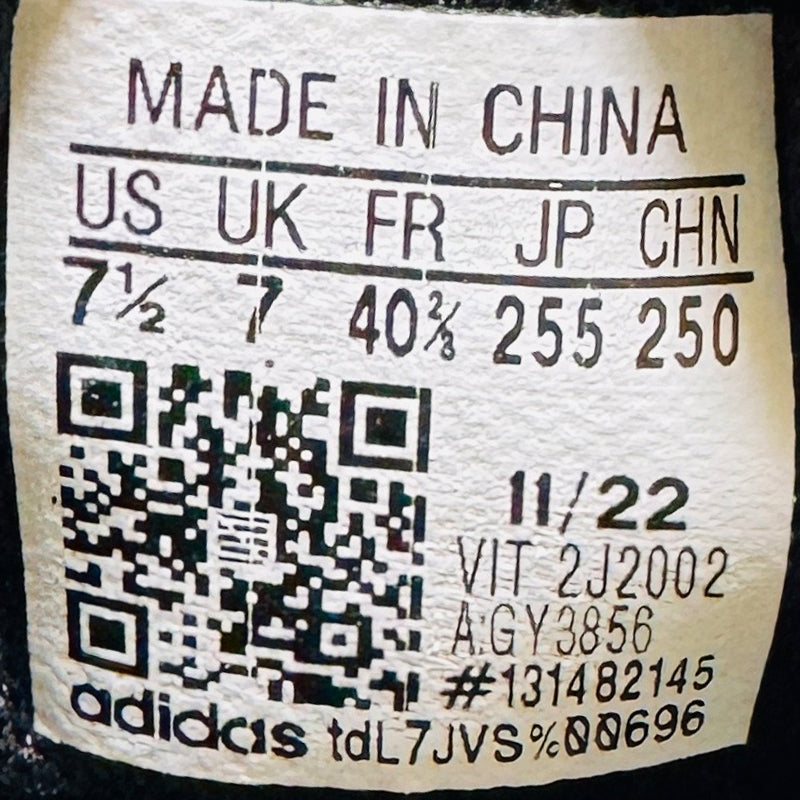 MADE IN CHINA
US UK FR JP CHN
7½ 7 40⅔ 255 250
11/22
VIT 2J2002
A:GY3856
#131482145
adidas tdL7JVS%00696